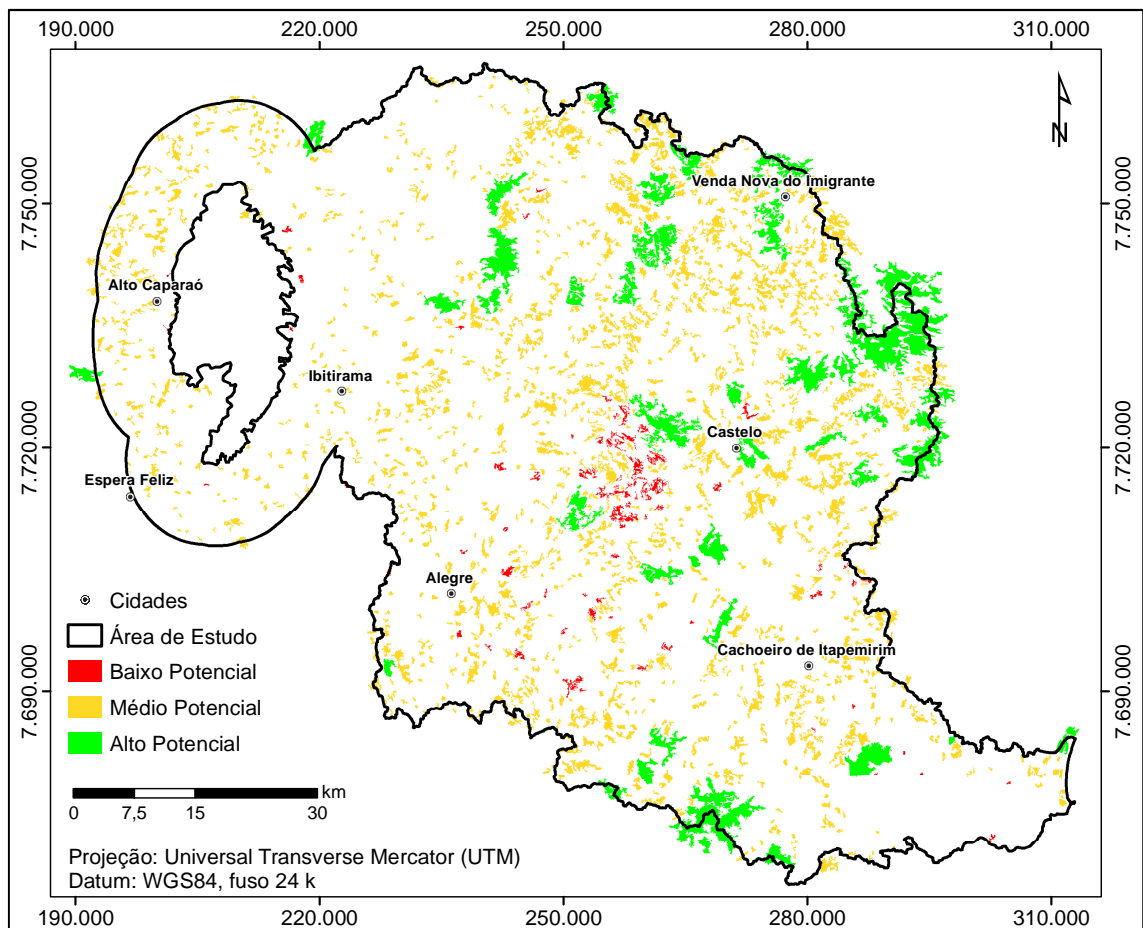 190.000 220.000 250.000 280.000 310.000
N
7.750.000 7.750.000
Venda Nova do Imigrante
Alto Caparaó
Ibitirama
Castelo
7.720.000 7.720.000
Espera Feliz
Alegre
Cachoeiro de Itapemirim
7.690.000 7.690.000
Cidades
Área de Estudo
Baixo Potencial
Médio Potencial
Alto Potencial
km
0 7,5 15 30
Projeção: Universal Transverse Mercator (UTM)
Datum: WGS84, fuso 24 k
190.000 220.000 250.000 280.000 310.000